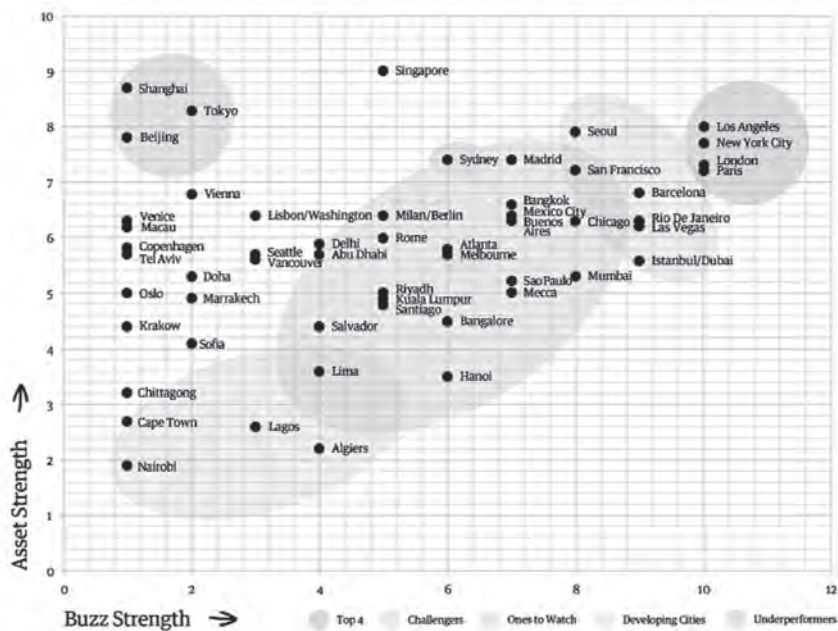 10
9
8
7
6
5
4
3
2
1
0
Asset Strength
Singapore
Shanghai
Tokyo
Beijing
Seoul
Los Angeles
New York City
London
Paris
Sydney
Madrid
San Francisco
Vienna
Barcelona
Bangkok
Venice
Macau
Lisbon/Washington
Milan/Berlin
Mexico City
Buenos
Aires
Chicago
Rio De Janeiro
Las Vegas
Rome
Copenhagen
Tel Aviv
Seattle
Vancouver
Delhi
Abu Dhabi
Atlanta
Melbourne
Istanbul/Dubai
Doha
Mumbai
Sao Paulo
Mecca
Oslo
Marrakech
Riyadh
Kuala Lumpur
Santiago
Krakow
Salvador
Bangalore
Sofia
Lima
Hanoi
Chittagong
Cape Town
Lagos
Algiers
Nairobi
0 2 4 6 8 10 12
Buzz Strength
Top 4 Challengers Ones to Watch Developing Cities Underperformers